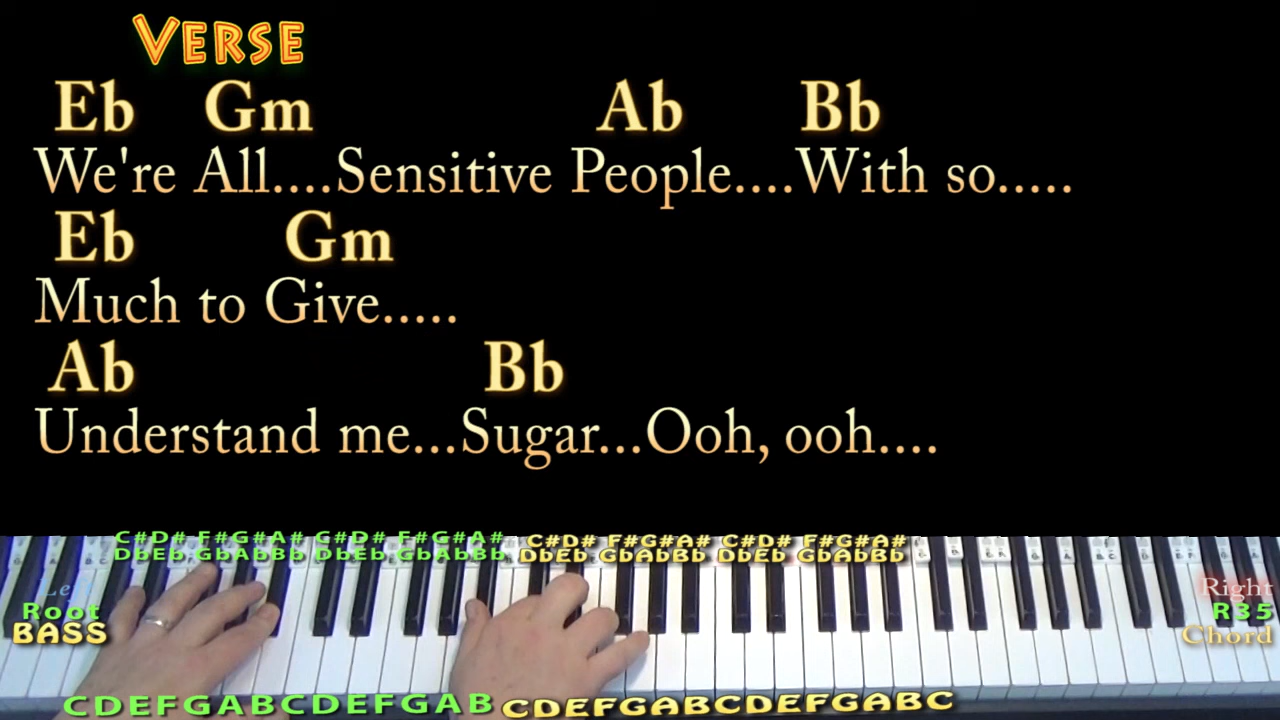 VERSE
Eb Gm Ab Bb
We're All....Sensitive People....With so.....
Eb Gm
Much to Give.....
Ab Bb
Understand me...Sugar...Ooh, ooh....
C#D# F#G#A# C#D# F#G#A# C#D# F#G#A# C#D# F#G#A#
DbEb GbAbBb DbEb GbAbBb DbEb GbAbBb DbEb GbAbBb
Right
Root R35
BASS Chord
CDEFGABCDEFGAB CDEFGABCDEFGABC